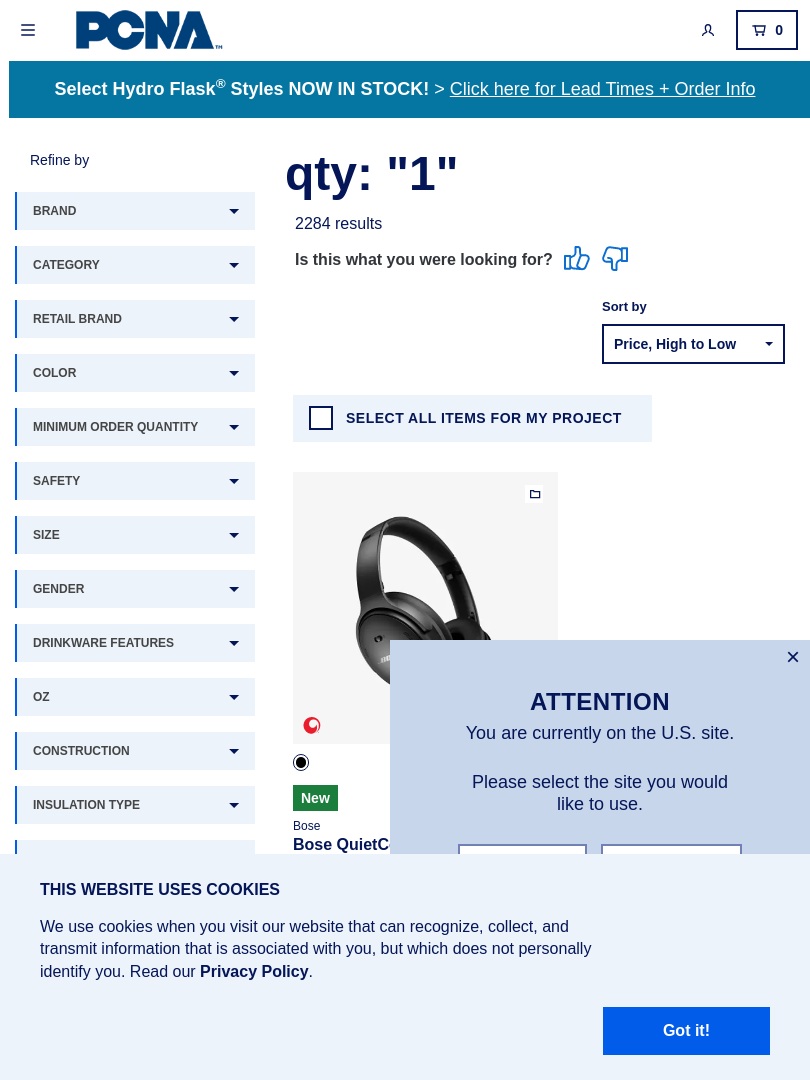 PCNA™
0
Select Hydro Flask® Styles NOW IN STOCK! > Click here for Lead Times + Order Info
Refine by
BRAND
CATEGORY
RETAIL BRAND
COLOR
MINIMUM ORDER QUANTITY
SAFETY
SIZE
GENDER
DRINKWARE FEATURES
OZ
CONSTRUCTION
INSULATION TYPE
qty: "1"
2284 results
Is this what you were looking for?
Sort by
Price, High to Low
SELECT ALL ITEMS FOR MY PROJECT
New
Bose
Bose QuietC
×
ATTENTION
You are currently on the U.S. site.
Please select the site you would
like to use.
THIS WEBSITE USES COOKIES
We use cookies when you visit our website that can recognize, collect, and
transmit information that is associated with you, but which does not personally
identify you. Read our Privacy Policy.
Got it!